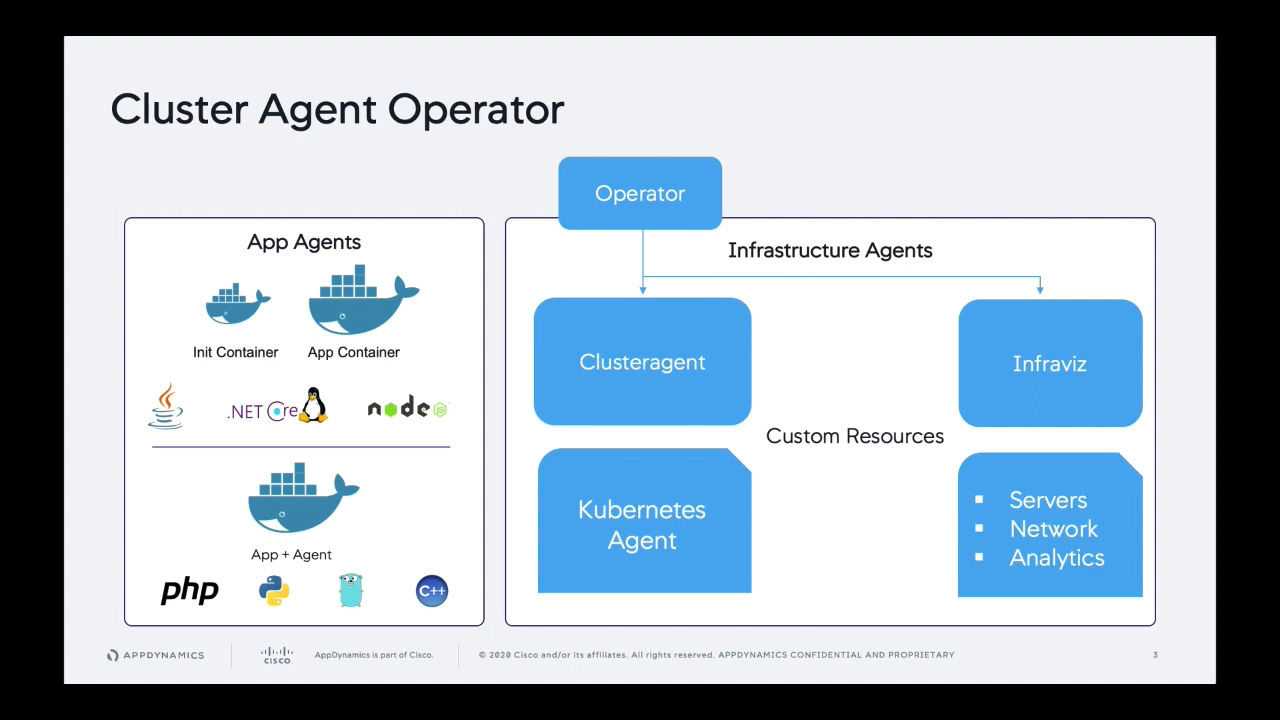 Cluster Agent Operator
Operator
App Agents
Init Container
App Container
.NET Core
node
php
App + Agent
C++
Infrastructure Agents
Clusteragent
Infraviz
Custom Resources
Kubernetes
Agent
Servers
Network
Analytics
APPDYNAMICS
CISCO
AppDynamics is part of Cisco.
© 2020 Cisco and/or its affiliates. All rights reserved. APPDYNAMICS CONFIDENTIAL AND PROPRIETARY
3